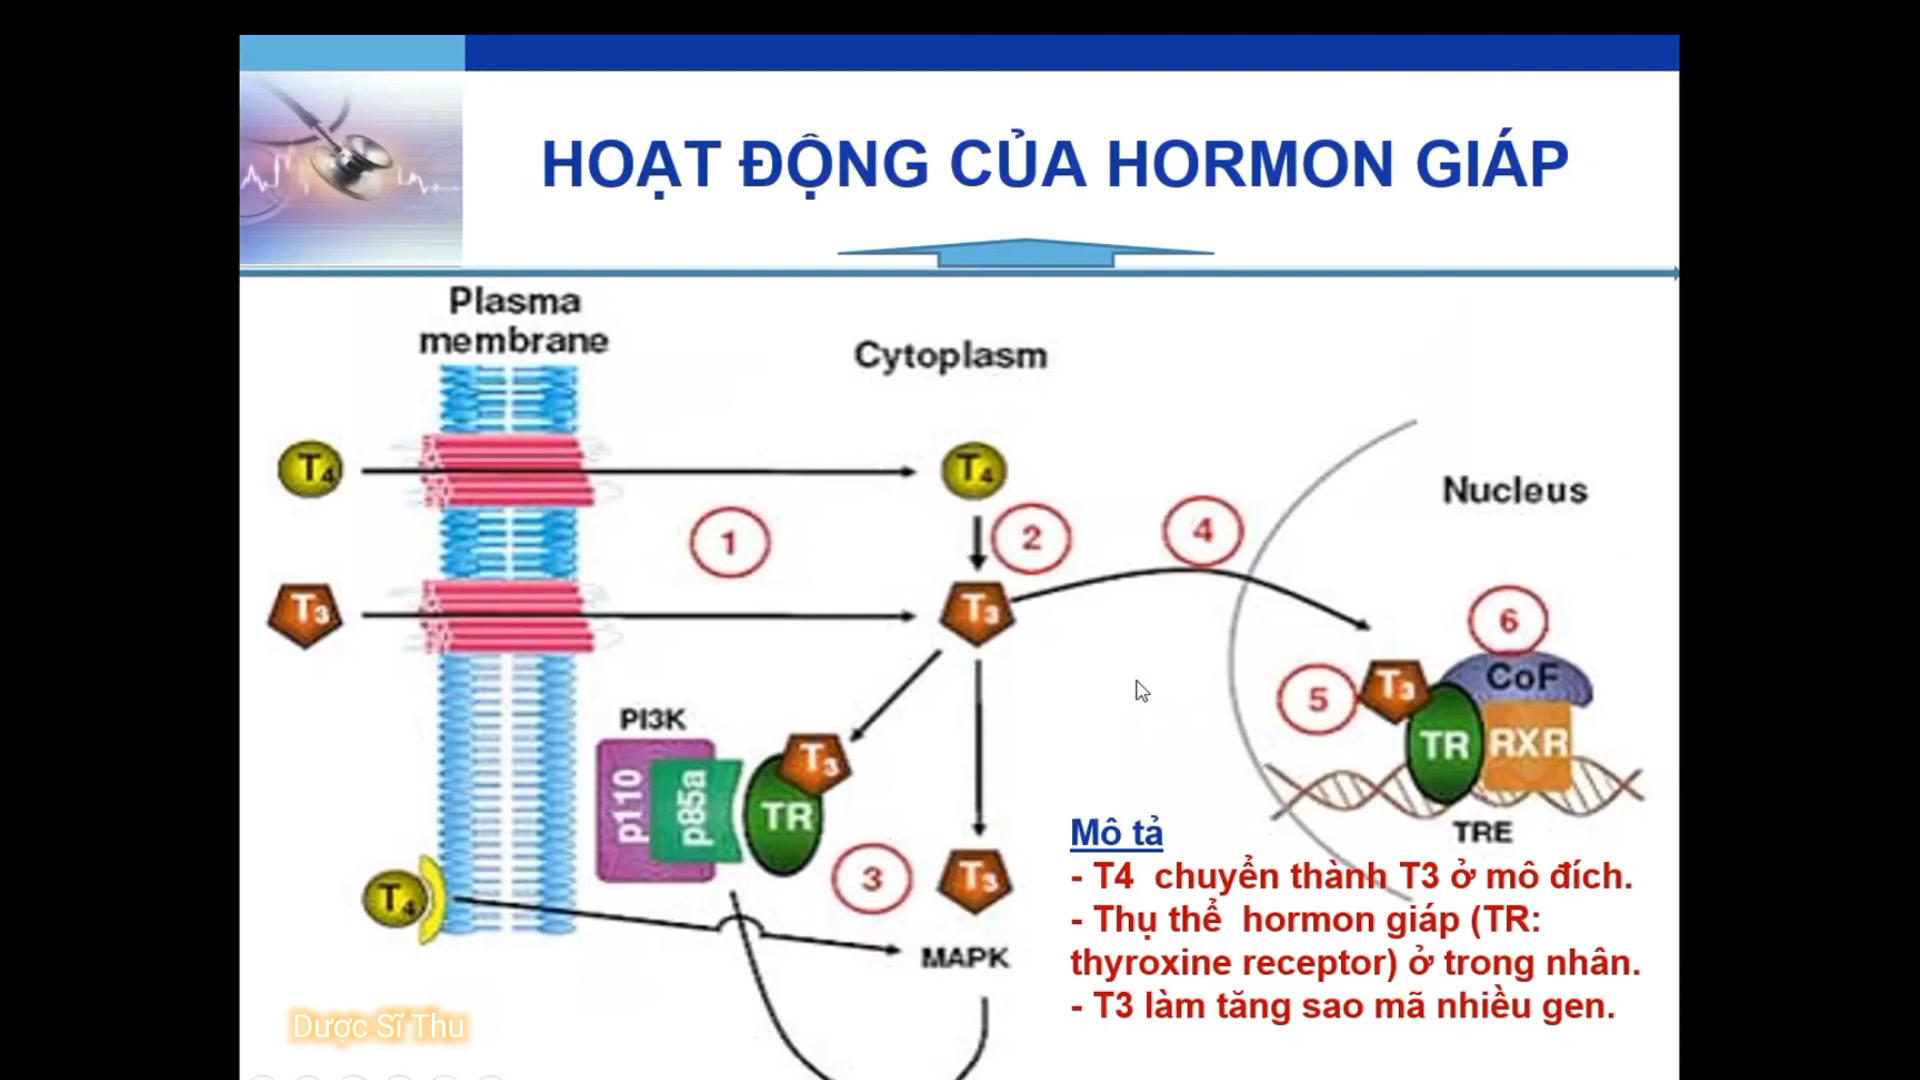 HOẠT ĐỘNG CỦA HORMON GIÁP
Plasma
membrane
Cytoplasm
Nucleus
T4
T4
1
2
4
T3
T3
6
CoF
5
T3
TR
RXR
TRE
PI3K
p110
p85a
TR
T3
3
T3
T4
MAPK
Mô tả
- T4 chuyển thành T3 ở mô đích.
- Thụ thể hormon giáp (TR:
thyroxine receptor) ở trong nhân.
- T3 làm tăng sao mã nhiều gen.
Dược Sĩ Thu